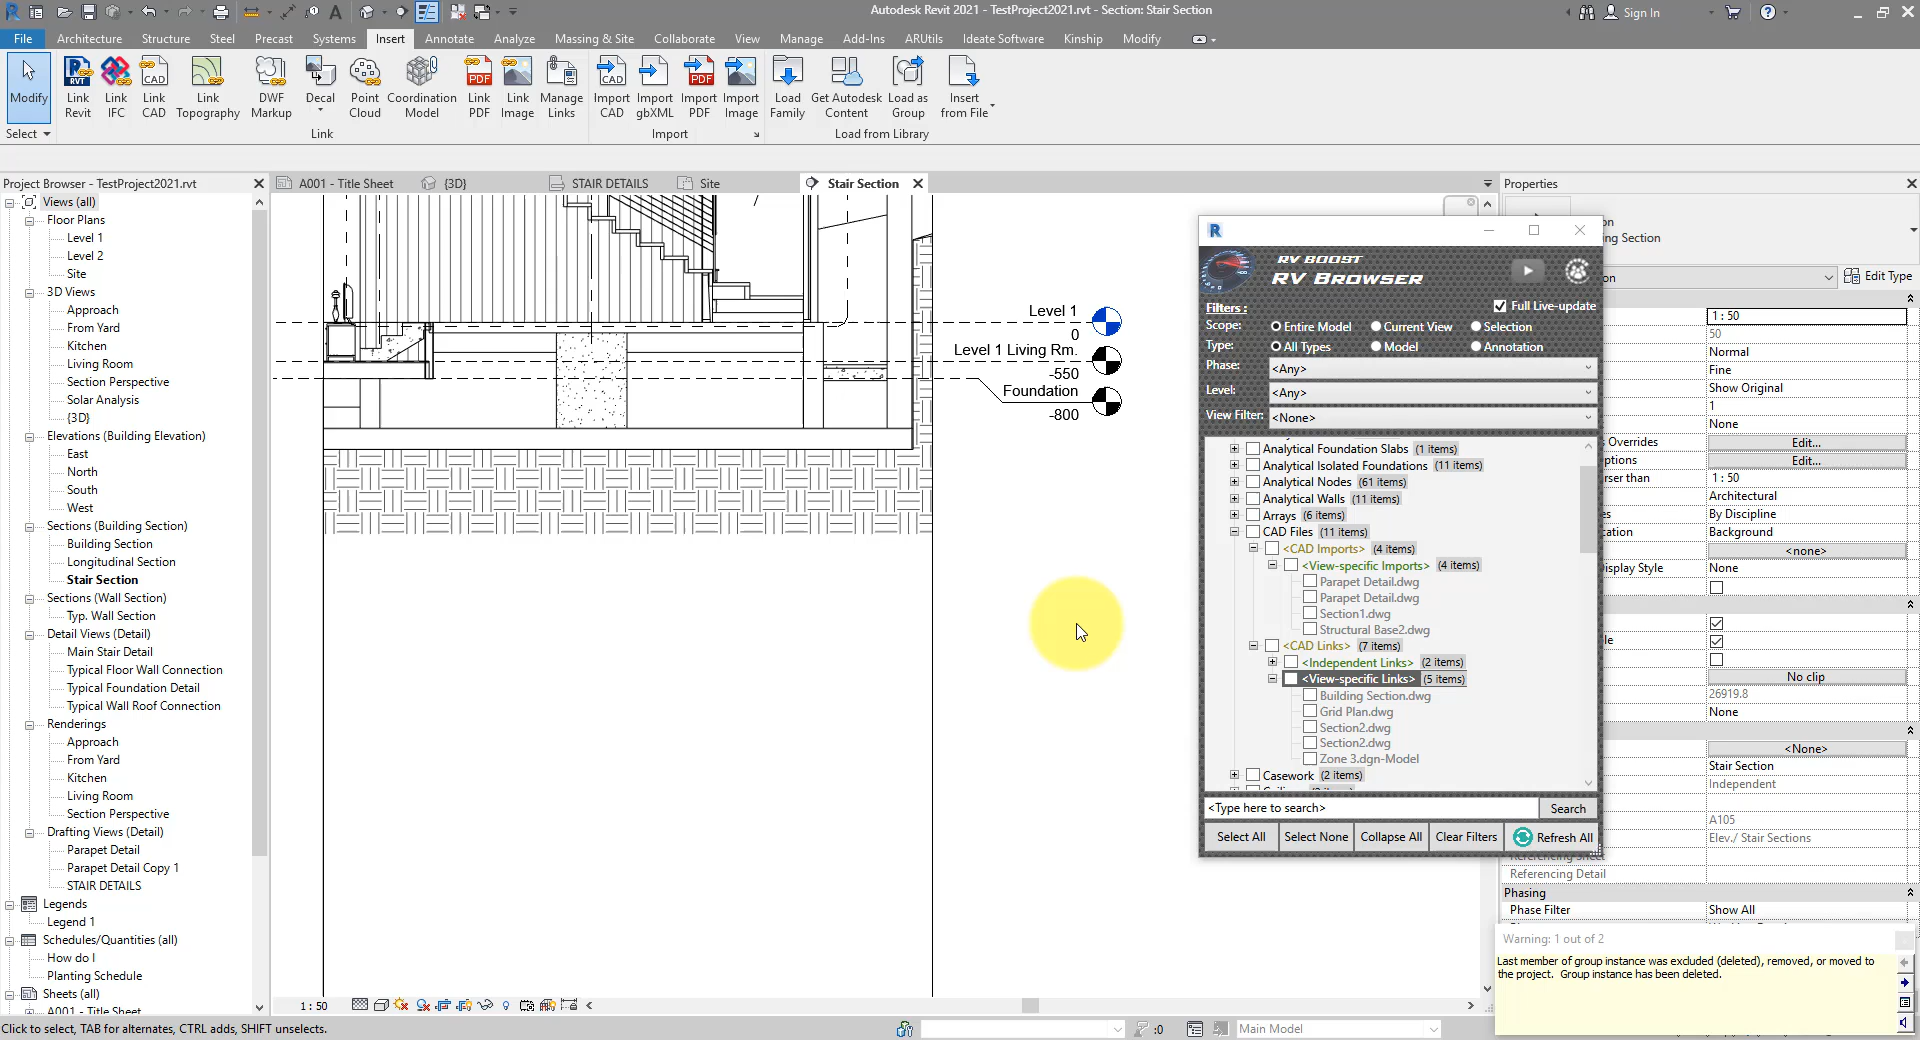 Autodesk Revit 2021 - TestProject2021.rvt - Section: Stair Section
Sign In
File Architecture Structure Steel Precast Systems Insert Annotate Analyze Massing & Site Collaborate View Manage Add-Ins ARUtils Ideate Software Kinship Modify
Modify
Link Revit
Link IFC
Link CAD
Link Topography
DWF Markup
Decal
Point Cloud
Coordination Model
Link PDF
Link Image
Manage Links
Import CAD
Import gbXML
Import PDF
Import Image
Load Family
Get Autodesk Content
Load as Group
Insert from File
Select
Link
Import
Load from Library
Project Browser - TestProject2021.rvt
Views (all)
Floor Plans
Level 1
Level 2
Site
3D Views
Approach
From Yard
Kitchen
Living Room
Section Perspective
Solar Analysis
{3D}
Elevations (Building Elevation)
East
North
South
West
Sections (Building Section)
Building Section
Longitudinal Section
Stair Section
Sections (Wall Section)
Typ. Wall Section
Detail Views (Detail)
Main Stair Detail
Typical Floor Wall Connection
Typical Foundation Detail
Typical Wall Roof Connection
Renderings
Approach
From Yard
Kitchen
Living Room
Section Perspective
Drafting Views (Detail)
Parapet Detail
Parapet Detail Copy 1
STAIR DETAILS
Legends
Legend 1
Schedules/Quantities (all)
How do I
Planting Schedule
Sheets (all)
A001 - Title Sheet
A001 - Title Sheet
{3D}
STAIR DETAILS
Site
Stair Section
Level 1
0
Level 1 Living Rm.
-550
Foundation
-800
1 : 50
RV BOOST
RV BROWSER
Filters :
Full Live-update
Scope: Entire Model Current View Selection
Type: All Types Model Annotation
Phase: <Any>
Level: <Any>
View Filter: <None>
Analytical Foundation Slabs (1 items)
Analytical Isolated Foundations (11 items)
Analytical Nodes (61 items)
Analytical Walls (11 items)
Arrays (6 items)
CAD Files (11 items)
<CAD Imports> (4 items)
<View-specific Imports> (4 items)
Parapet Detail.dwg
Parapet Detail.dwg
Section1.dwg
Structural Base2.dwg
<CAD Links> (7 items)
<Independent Links> (2 items)
<View-specific Links> (5 items)
Building Section.dwg
Grid Plan.dwg
Section2.dwg
Section2.dwg
Zone 3.dgn-Model
Casework (2 items)
<Type here to search>
Search
Select All
Select None
Collapse All
Clear Filters
Refresh All
Properties
on
ng Section
on
Edit Type
1 : 50
50
Normal
Fine
Show Original
1
None
Overrides Edit...
ptions Edit...
rser than 1 : 50
Architectural
es By Discipline
cation Background
<none>
isplay Style None
le
No clip
26919.8
None
<None>
Stair Section
Independent
A105
Elev./ Stair Sections
Referencing Sheet
Referencing Detail
Phasing
Phase Filter Show All
Warning: 1 out of 2
Last member of group instance was excluded (deleted), removed, or moved to
the project. Group instance has been deleted.
Click to select, TAB for alternates, CTRL adds, SHIFT unselects.
:0
Main Model